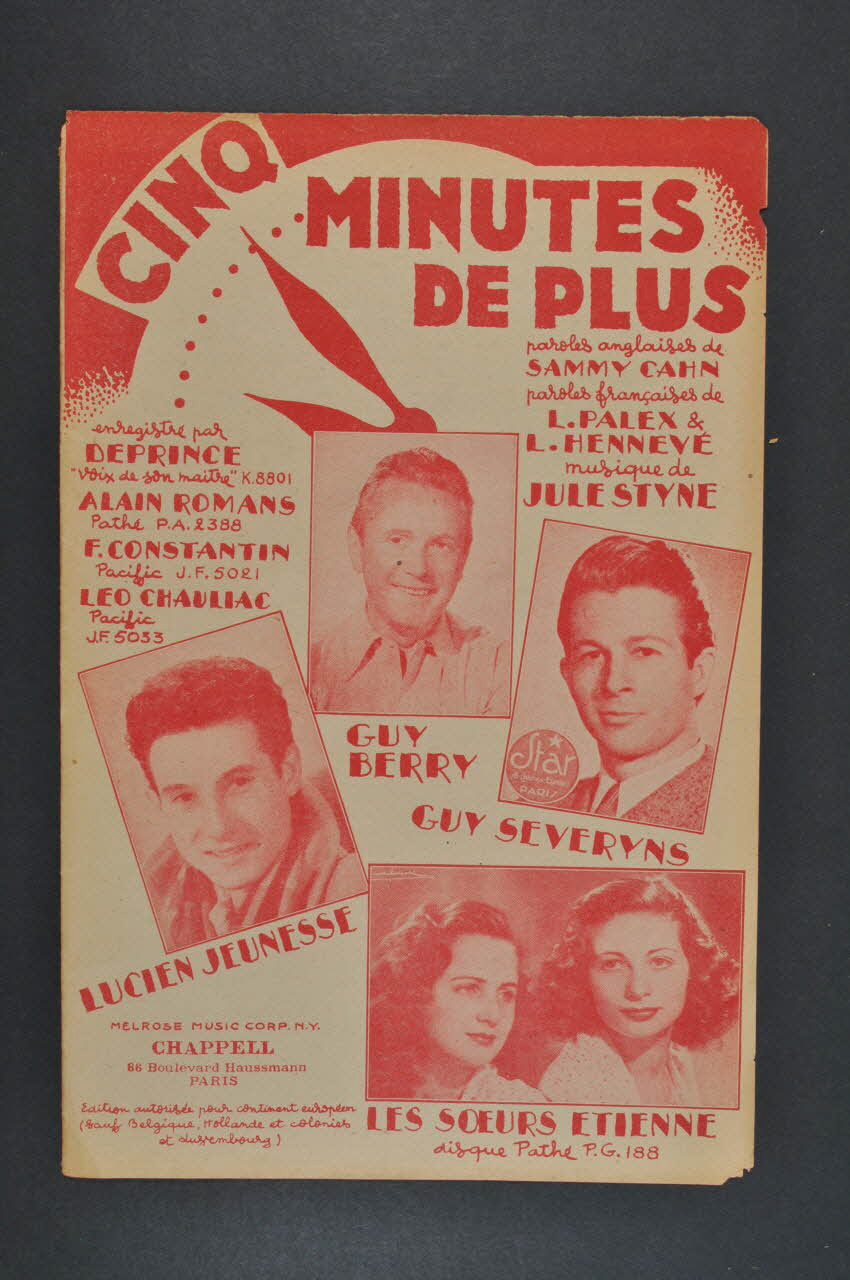 CINQ
MINUTES
DE PLUS
paroles anglaises de
SAMMY CAHN
paroles françaises de
L. PALEX &
L. HENNEVÉ
musique de
JULE STYNE
enregistré par
DEPRINCE
"Voix de son maître" K.8801
ALAIN ROMANS
Pathé P.A. 2388
F. CONSTANTIN
Pacific J.F. 5021
LEO CHAULIAC
Pacific
J.F. 5033
GUY
BERRY
Star
PARIS
GUY SEVERYNS
LUCIEN JEUNESSE
MELROSE MUSIC CORP. N.Y.
CHAPPELL
86 Boulevard Haussmann
PARIS
Edition autorisée pour continent européen
(Sauf Belgique, Hollande et colonies
et Luxembourg)
LES SŒURS ETIENNE
disque Pathé P.G. 188